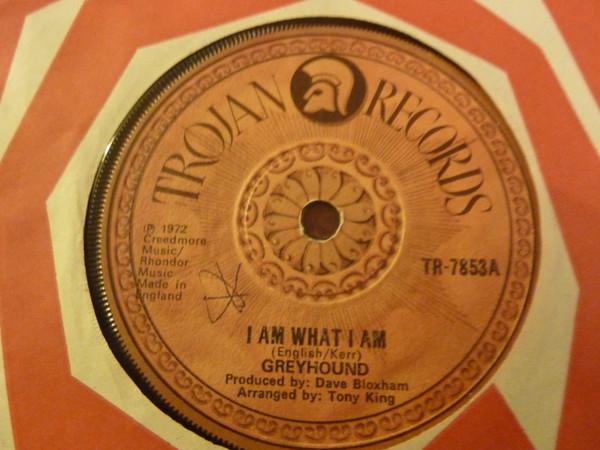 TROJAN RECORDS
℗ 1972
Creedmore
Music/
Rhondor
Music
Made in
England
TR-7853A
I AM WHAT I AM
(English/Kerr)
GREYHOUND
Produced by: Dave Bloxham
Arranged by: Tony King